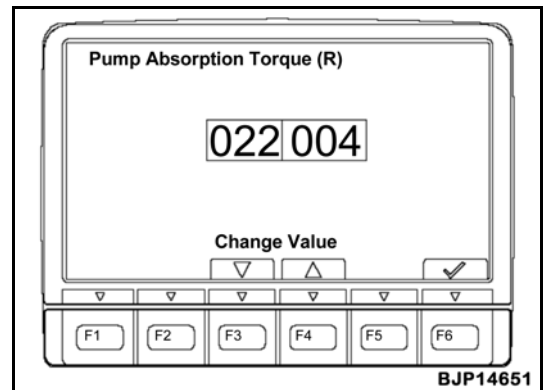 Pump Absorption Torque (R)
022 004
Change Value
F1 F2 F3 F4 F5 F6
BJP14651